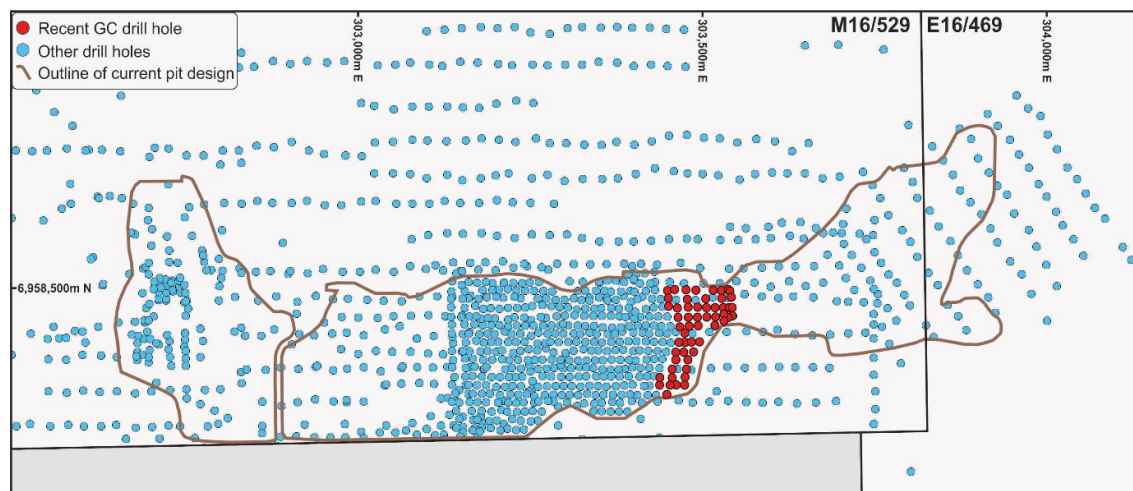 Recent GC drill hole
Other drill holes
Outline of current pit design
303,000m E
303,500m E
M16/529
E16/469
304,000m E
6,958,500m N